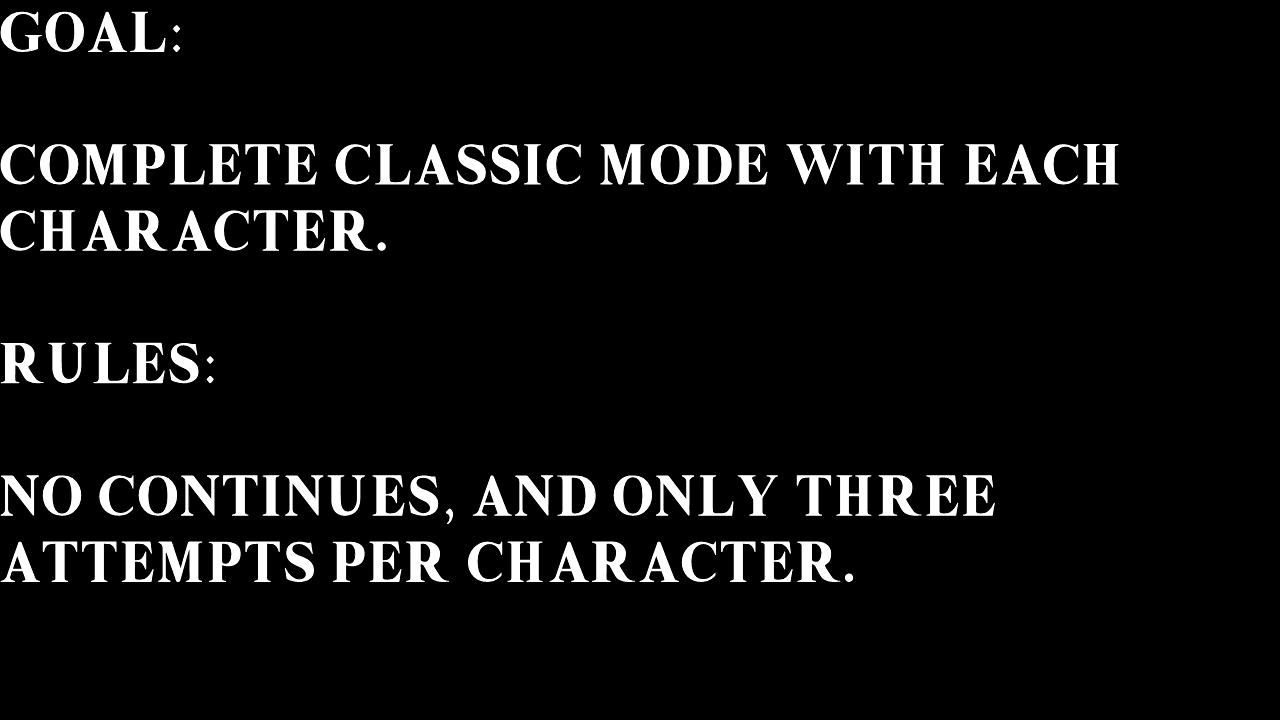 GOAL:
COMPLETE CLASSIC MODE WITH EACH
CHARACTER.
RULES:
NO CONTINUES, AND ONLY THREE
ATTEMPTS PER CHARACTER.